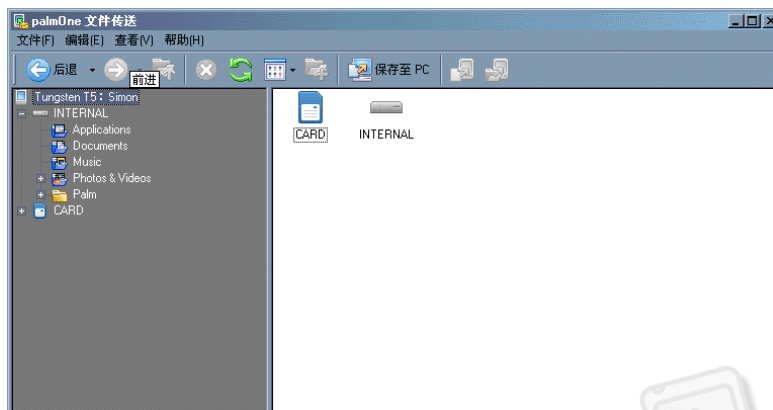 palmOne 文件传送
文件(F) 编辑(E) 查看(V) 帮助(H)
后退 保存至 PC
前进
Tungsten T5: Simon
INTERNAL
Applications
Documents
Music
Photos & Videos
Palm
CARD
CARD INTERNAL